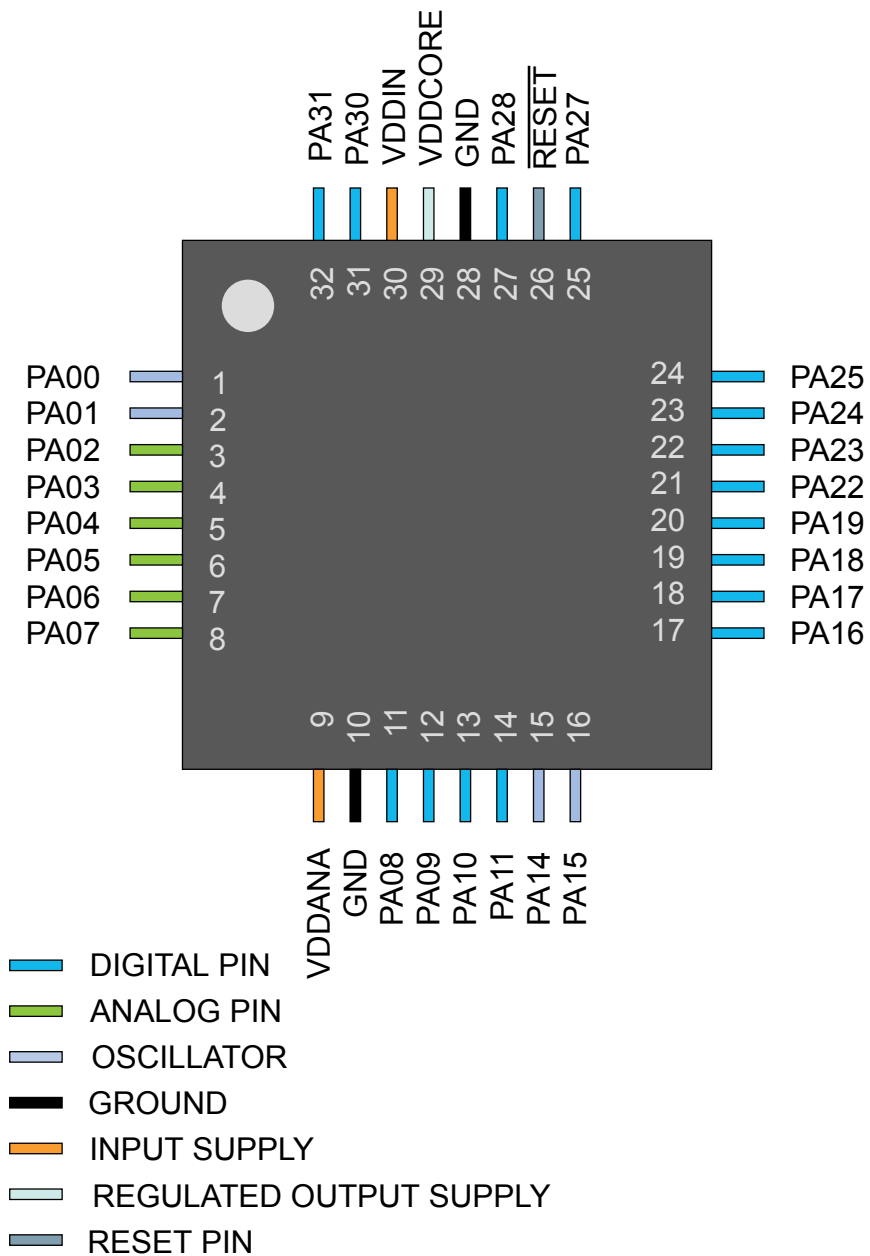 PA31
PA30
VDDIN
VDDCORE
GND
PA28
RESET
PA27
32
31
30
29
28
27
26
25
PA00 1
PA01 2
PA02 3
PA03 4
PA04 5
PA05 6
PA06 7
PA07 8
24 PA25
23 PA24
22 PA23
21 PA22
20 PA19
19 PA18
18 PA17
17 PA16
9
10
11
12
13
14
15
16
VDDANA
GND
PA08
PA09
PA10
PA11
PA14
PA15
DIGITAL PIN
ANALOG PIN
OSCILLATOR
GROUND
INPUT SUPPLY
REGULATED OUTPUT SUPPLY
RESET PIN